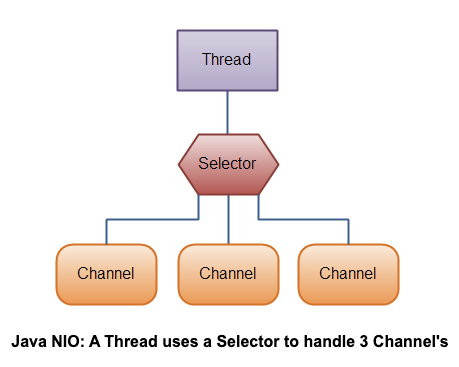 Thread
Selector
Channel Channel Channel
Java NIO: A Thread uses a Selector to handle 3 Channel's